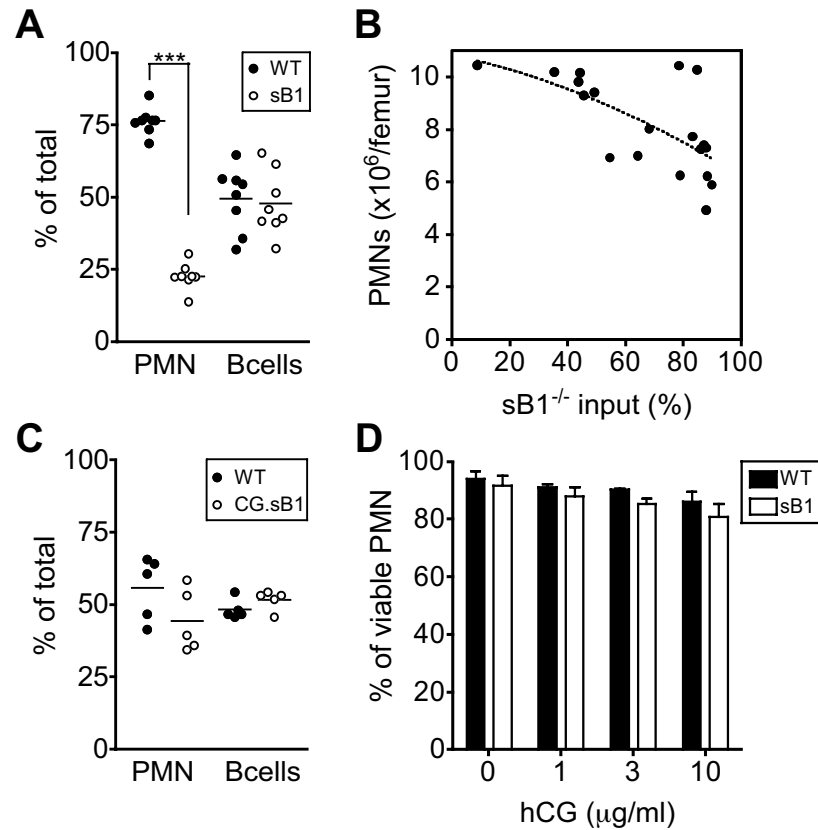 A
% of total
100
75
50
25
0
***
WT
sB1
PMN Bcells
B
PMNs (x10^6/femur)
10
8
6
4
2
0
0 20 40 60 80 100
sB1^-/- input (%)
C
% of total
100
75
50
25
0
WT
CG.sB1
PMN Bcells
D
% of viable PMN
100
80
60
40
20
0
WT
sB1
0 1 3 10
hCG (μg/ml)